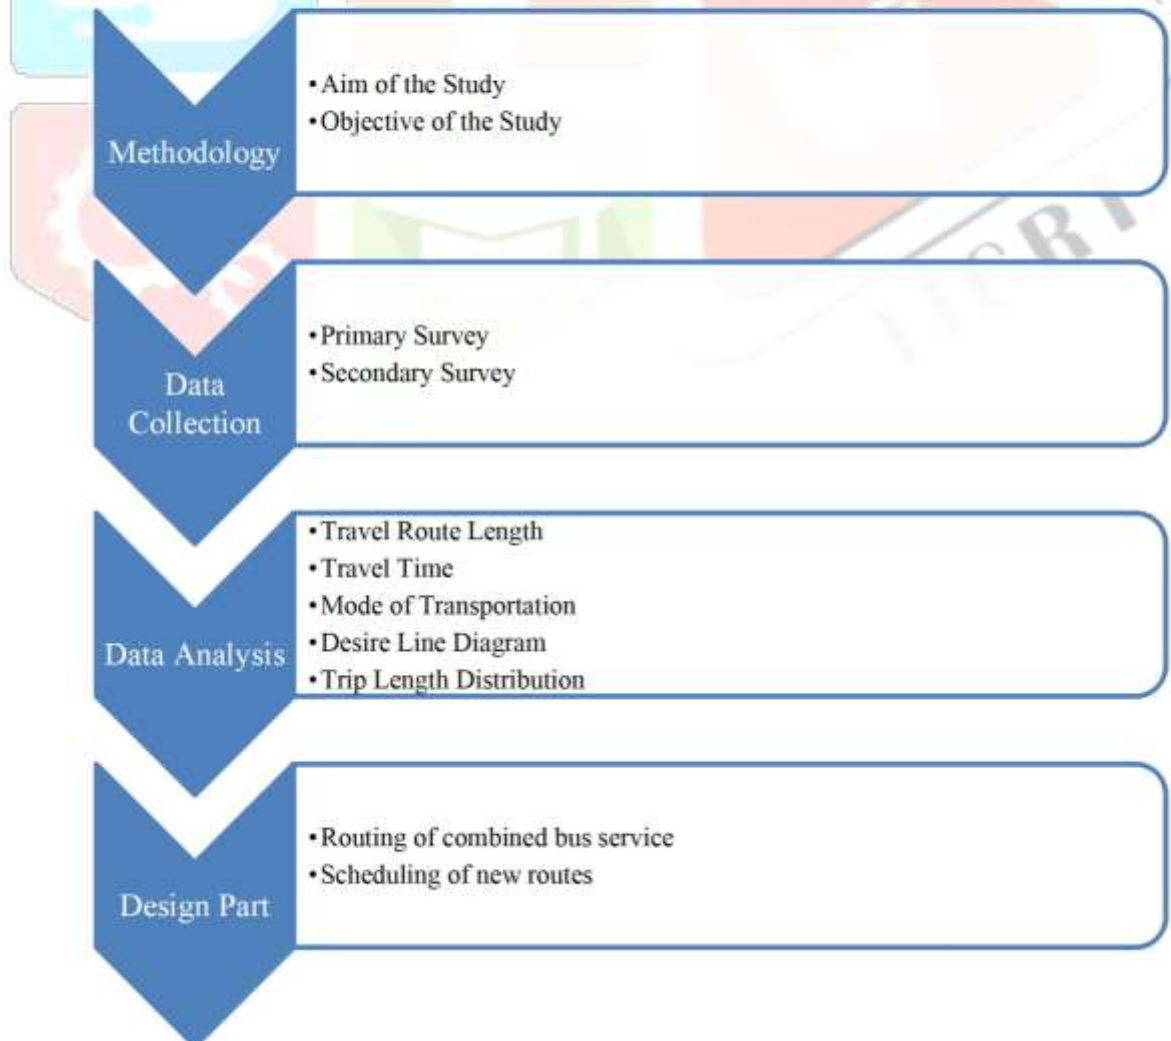 Methodology
•Aim of the Study
•Objective of the Study
IJCRT
Data
Collection
•Primary Survey
•Secondary Survey
Data Analysis
•Travel Route Length
•Travel Time
•Mode of Transportation
•Desire Line Diagram
•Trip Length Distribution
Design Part
•Routing of combined bus service
•Scheduling of new routes